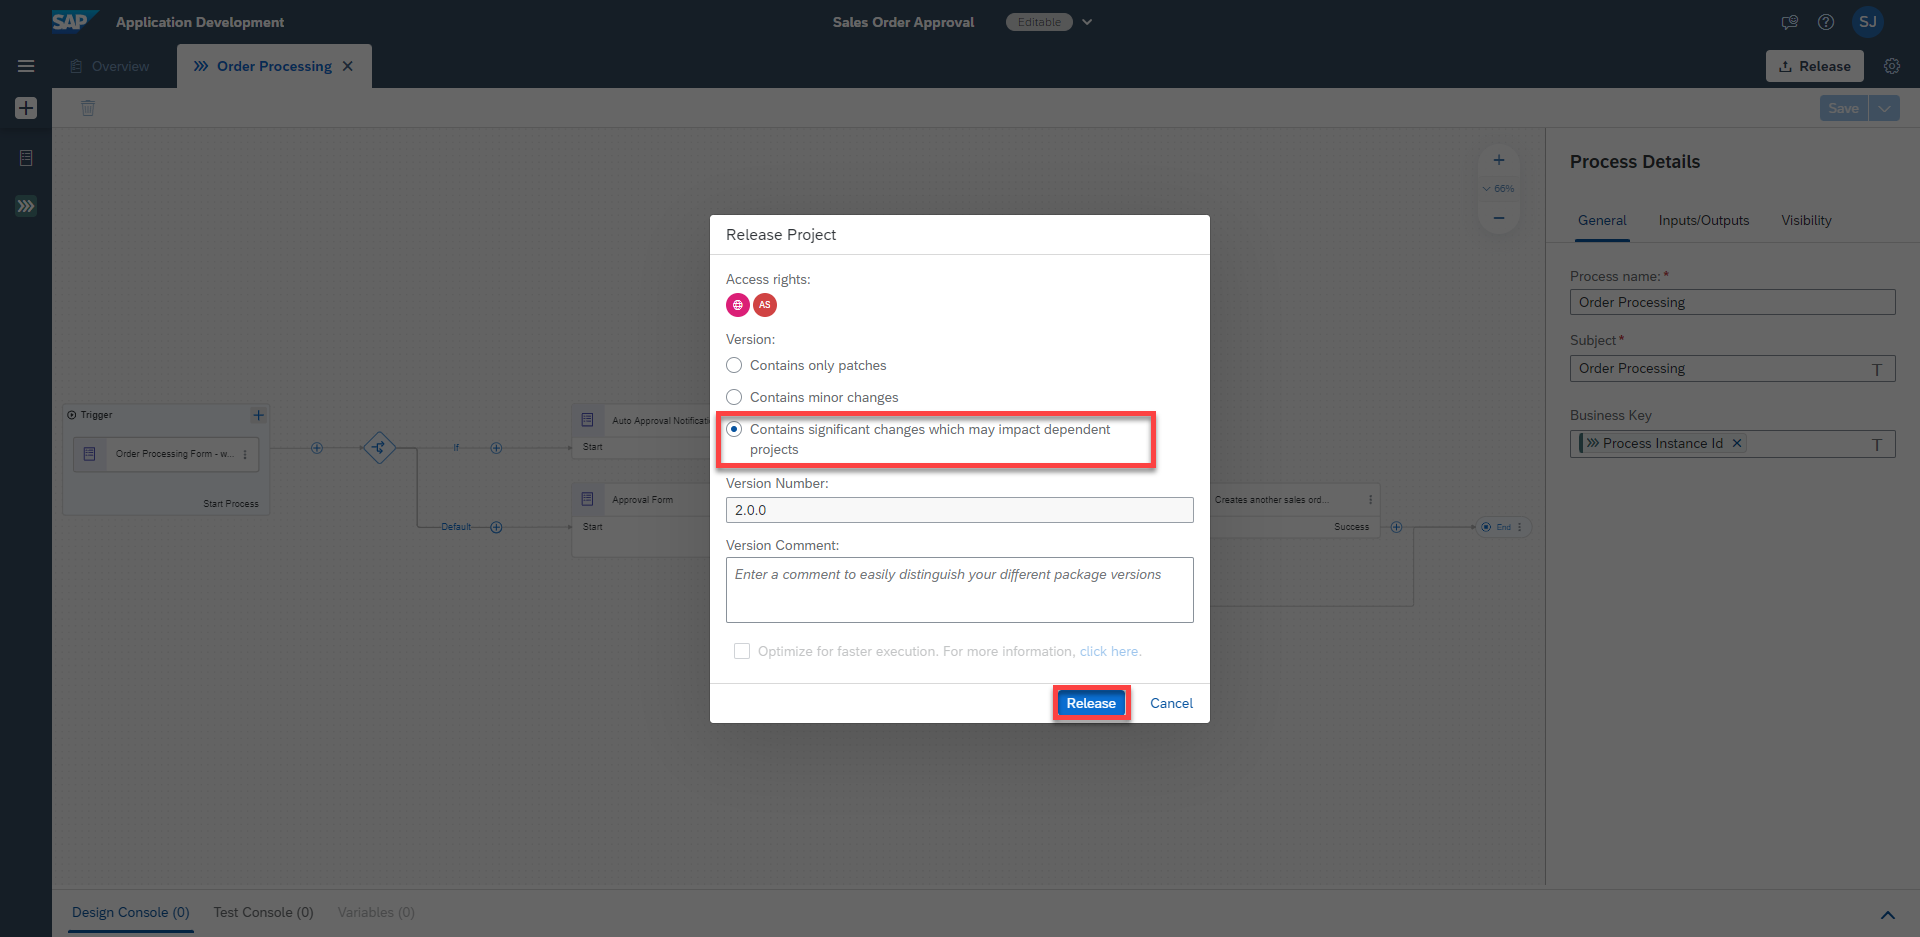 SAP Application Development
Sales Order Approval Editable
SJ
Overview
Order Processing
Release
Save
66%
Process Details
General Inputs/Outputs Visibility
Process name:*
Order Processing
Subject*
Order Processing
Business Key
Process Instance Id
Trigger
Order Processing Form - w...
Start Process
If
Default
Auto Approval Notificati
Start
Approval Form
Start
Creates another sales ord...
Success
End
Release Project
Access rights:
AS
Version:
Contains only patches
Contains minor changes
Contains significant changes which may impact dependent
projects
Version Number:
2.0.0
Version Comment:
Enter a comment to easily distinguish your different package versions
Optimize for faster execution. For more information, click here.
Release Cancel
Design Console (0) Test Console (0) Variables (0)